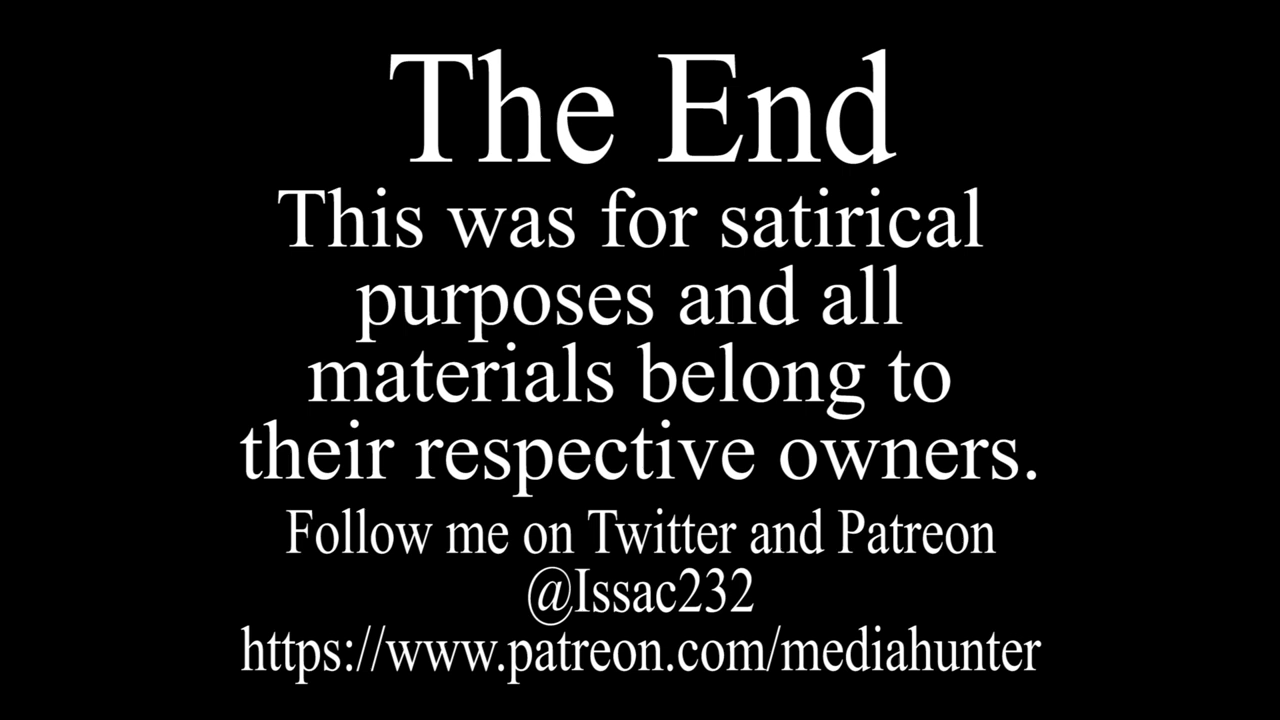 The End
This was for satirical
purposes and all
materials belong to
their respective owners.
Follow me on Twitter and Patreon
@Issac232
https://www.patreon.com/mediahunter